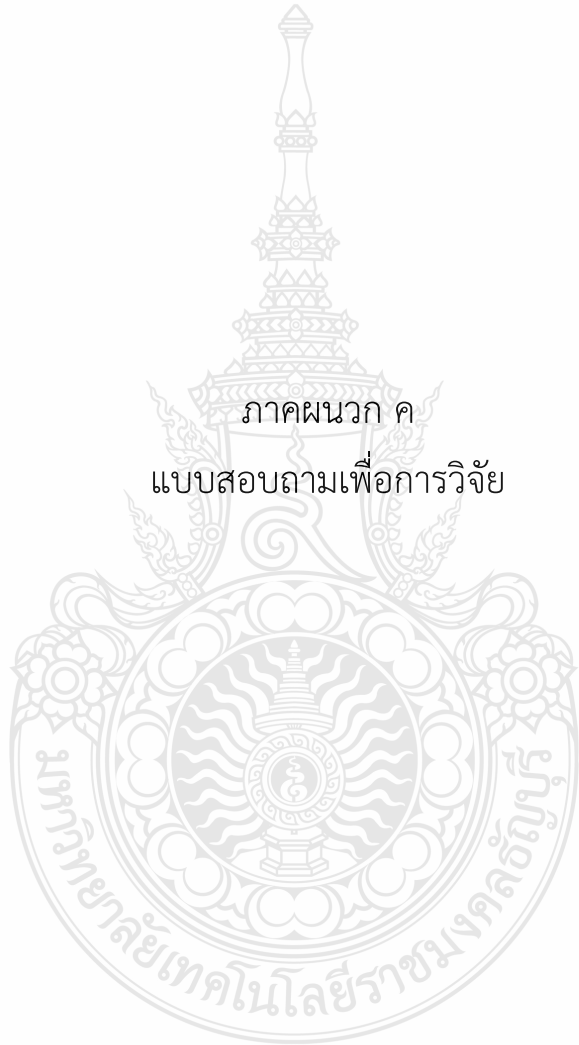 ภาคผนวก ค
แบบสอบถามเพื่อการวิจัย
มหาวิทยาลัยเทคโนโลยีราชมงคลธัญบุรี